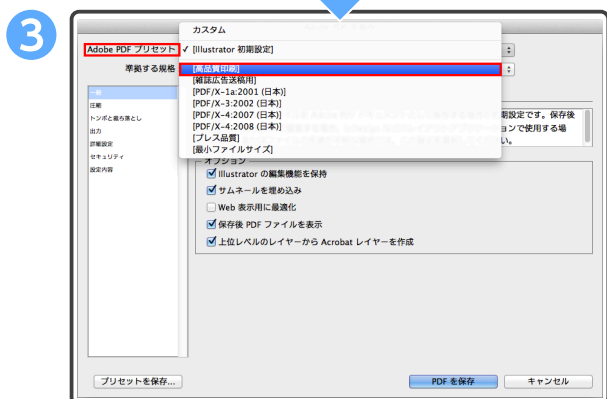 3
カスタム
Adobe PDF プリセット ✓ [Illustrator 初期設定]
準拠する規格 [高品質印刷]
[雑誌広告送稿用]
[PDF/X-1a:2001 (日本)]
[PDF/X-3:2002 (日本)]
[PDF/X-4:2007 (日本)]
[PDF/X-4:2008 (日本)]
[プレス品質]
[最小ファイルサイズ]
一般
圧縮
トンボと裁ち落とし
出力
詳細設定
セキュリティ
設定内容
期設定です。保存後
ョンで使用する場
い。
オプション
Illustrator の編集機能を保持
サムネールを埋め込み
Web 表示用に最適化
保存後 PDF ファイルを表示
上位レベルのレイヤーから Acrobat レイヤーを作成
プリセットを保存... PDF を保存 キャンセル